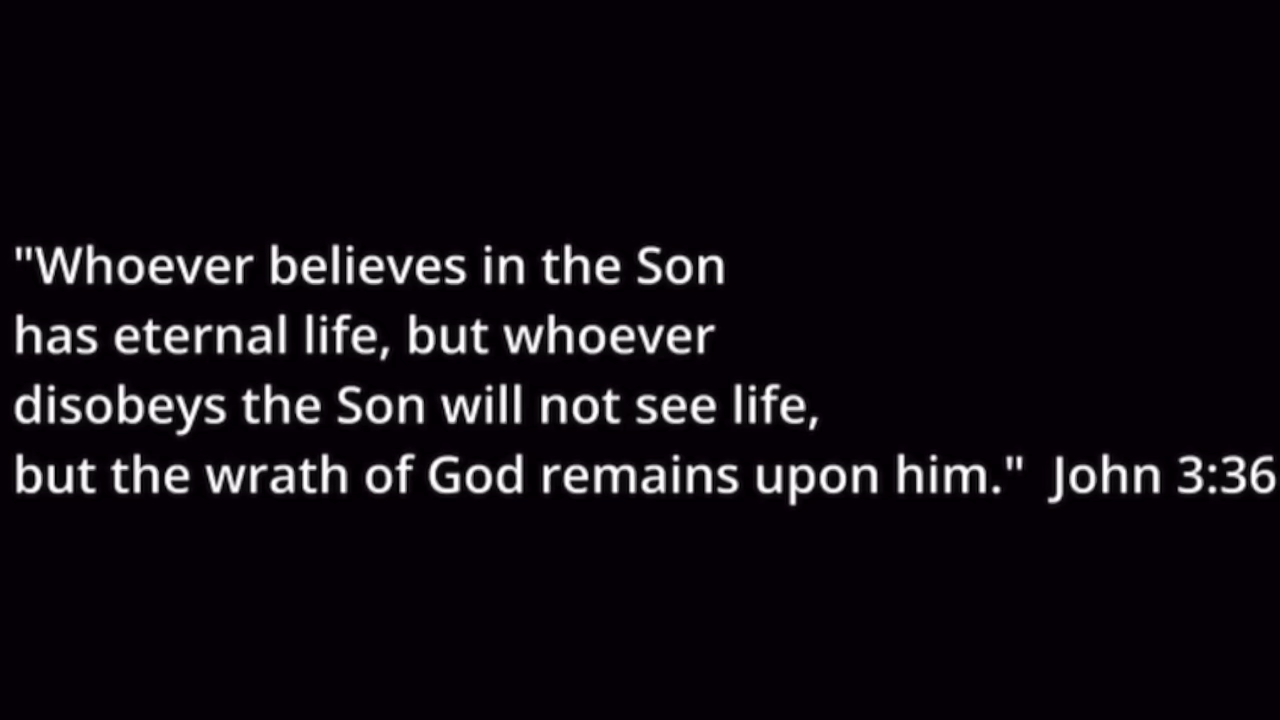 "Whoever believes in the Son
has eternal life, but whoever
disobeys the Son will not see life,
but the wrath of God remains upon him."  John 3:36